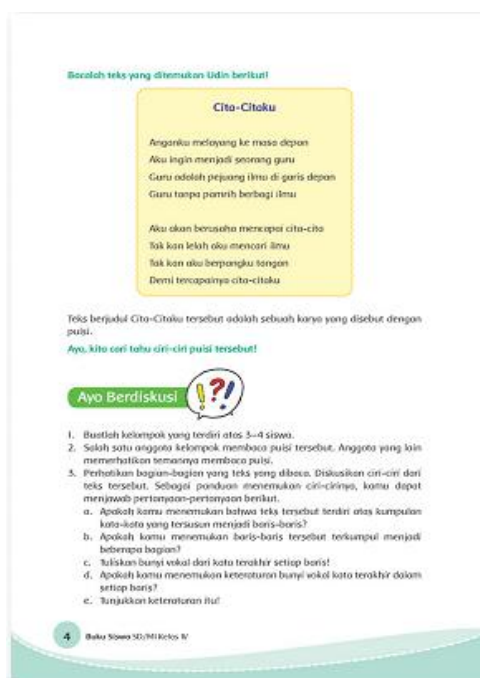 Bacalah teks yang ditemukan Udin berikut!
Cita-Citaku
Anganku melayang ke masa depan
Aku ingin menjadi seorang guru
Guru adalah pejuang ilmu di garis depan
Guru tanpa pamrih berbagi ilmu
Aku akan berusaha mencapai cita-cita
Tak kan lelah aku mencari ilmu
Tak kan aku berpangku tangan
Demi tercapainya cita-citaku
Teks berjudul Cita-Citaku tersebut adalah sebuah karya yang disebut dengan
puisi.
Ayo, kita cari tahu ciri-ciri puisi tersebut!
Ayo Berdiskusi
!?!
1. Buatlah kelompok yang terdiri atas 3–4 siswa.
2. Salah satu anggota kelompok membaca puisi tersebut. Anggota yang lain
memerhatikan temannya membaca puisi.
3. Perhatikan bagian-bagian yang teks yang dibaca. Diskusikan ciri-ciri dari
teks tersebut. Sebagai panduan menemukan ciri-cirinya, kamu dapat
menjawab pertanyaan-pertanyaan berikut.
a. Apakah kamu menemukan bahwa teks tersebut terdiri atas kumpulan
kata-kata yang tersusun menjadi baris-baris?
b. Apakah kamu menemukan baris-baris tersebut terkumpul menjadi
beberapa bagian?
c. Tuliskan bunyi vokal dari kata terakhir setiap baris!
d. Apakah kamu menemukan keteraturan bunyi vokal kata terakhir dalam
setiap baris?
e. Tunjukkan keteraturan itu!
4 Buku Siswa SD/MI Kelas IV